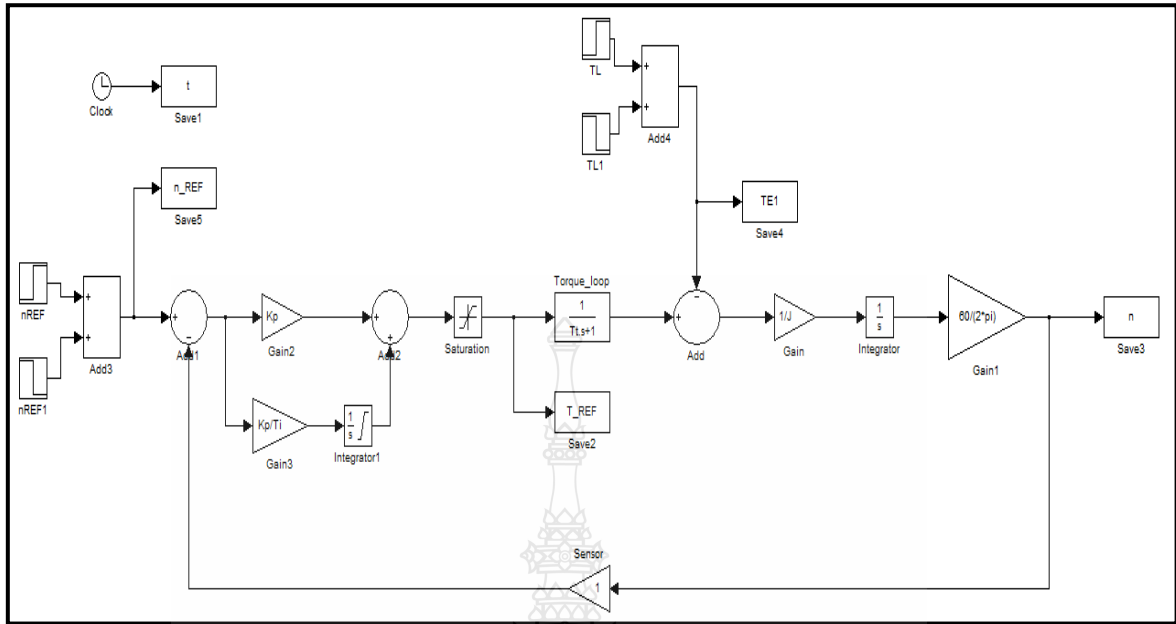 TL
+
+
Add4
TL1
Clock
t
Save1
n_REF
Save5
TE1
Save4
nREF
+
+
Add3
nREF1
+
−
Add1
Kp
Gain2
+
+
Add2
Saturation
Torque_loop
1
Tt.s+1
−
+
Add
1/J
Gain
1
s
Integrator
60/(2*pi)
Gain1
n
Save3
Kp/Ti
Gain3
1
s
Integrator1
T_REF
Save2
Sensor
1